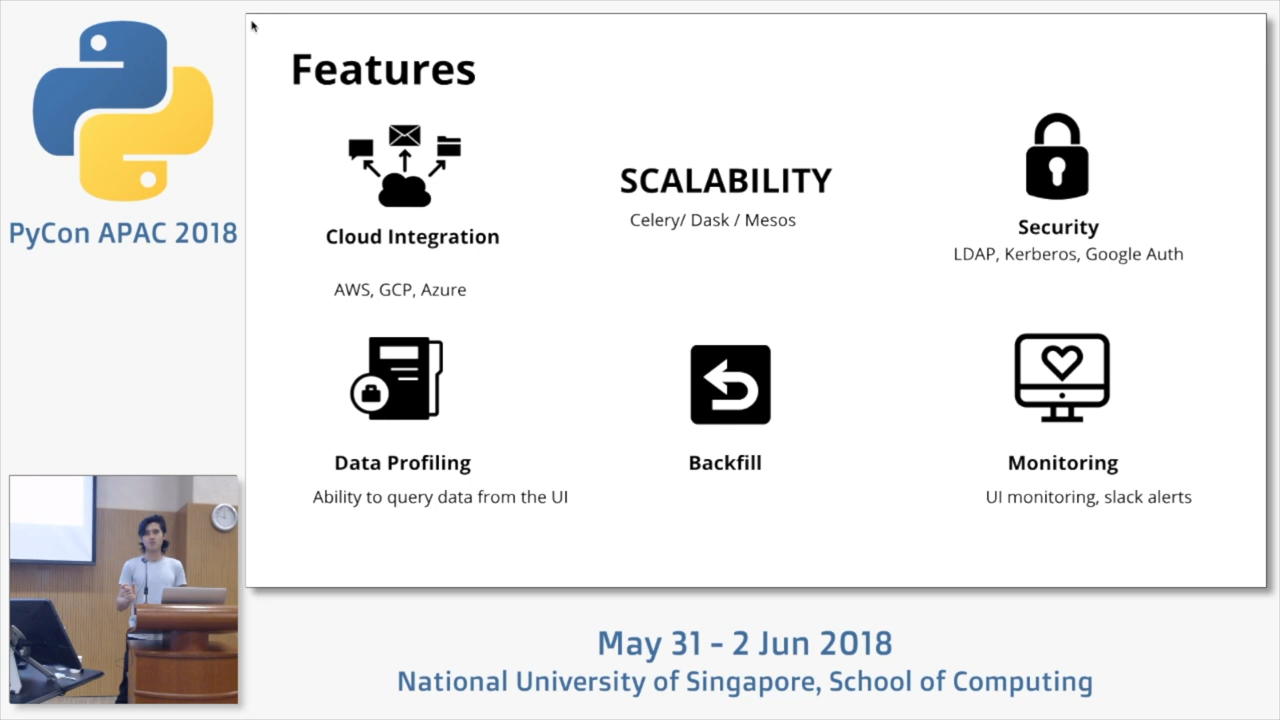 Features
Cloud Integration
AWS, GCP, Azure
SCALABILITY
Celery/ Dask / Mesos
Security
LDAP, Kerberos, Google Auth
Data Profiling
Ability to query data from the UI
Backfill
Monitoring
UI monitoring, slack alerts
PyCon APAC 2018
May 31 - 2 Jun 2018
National University of Singapore, School of Computing